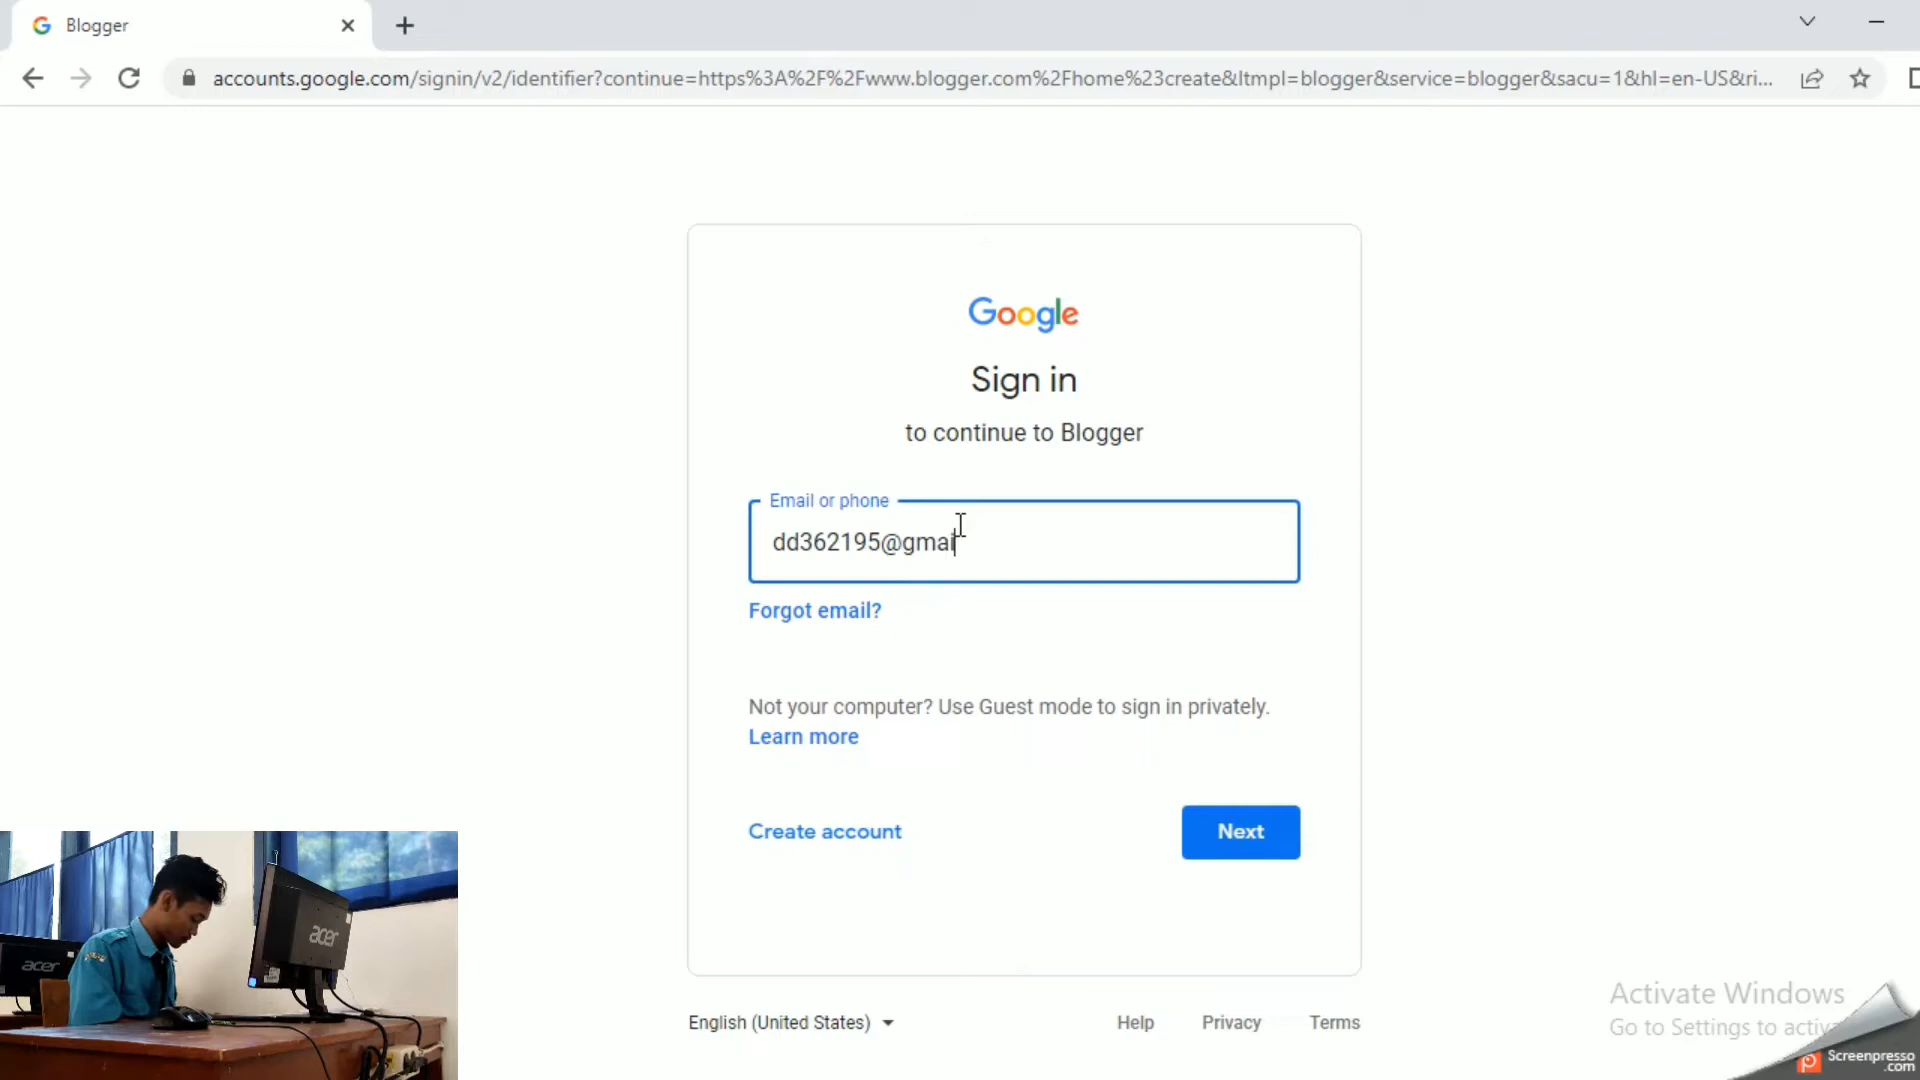 Blogger
accounts.google.com/signin/v2/identifier?continue=https%3A%2F%2Fwww.blogger.com%2Fhome%23create&ltmpl=blogger&service=blogger&sacu=1&hl=en-US&ri...
Google
Sign in
to continue to Blogger
Email or phone
dd362195@gmai
Forgot email?
Not your computer? Use Guest mode to sign in privately.
Learn more
Create account
Next
acer
acer
English (United States)
Help
Privacy
Terms
Activate Windows
Go to Settings to activ
Screenpresso
.com